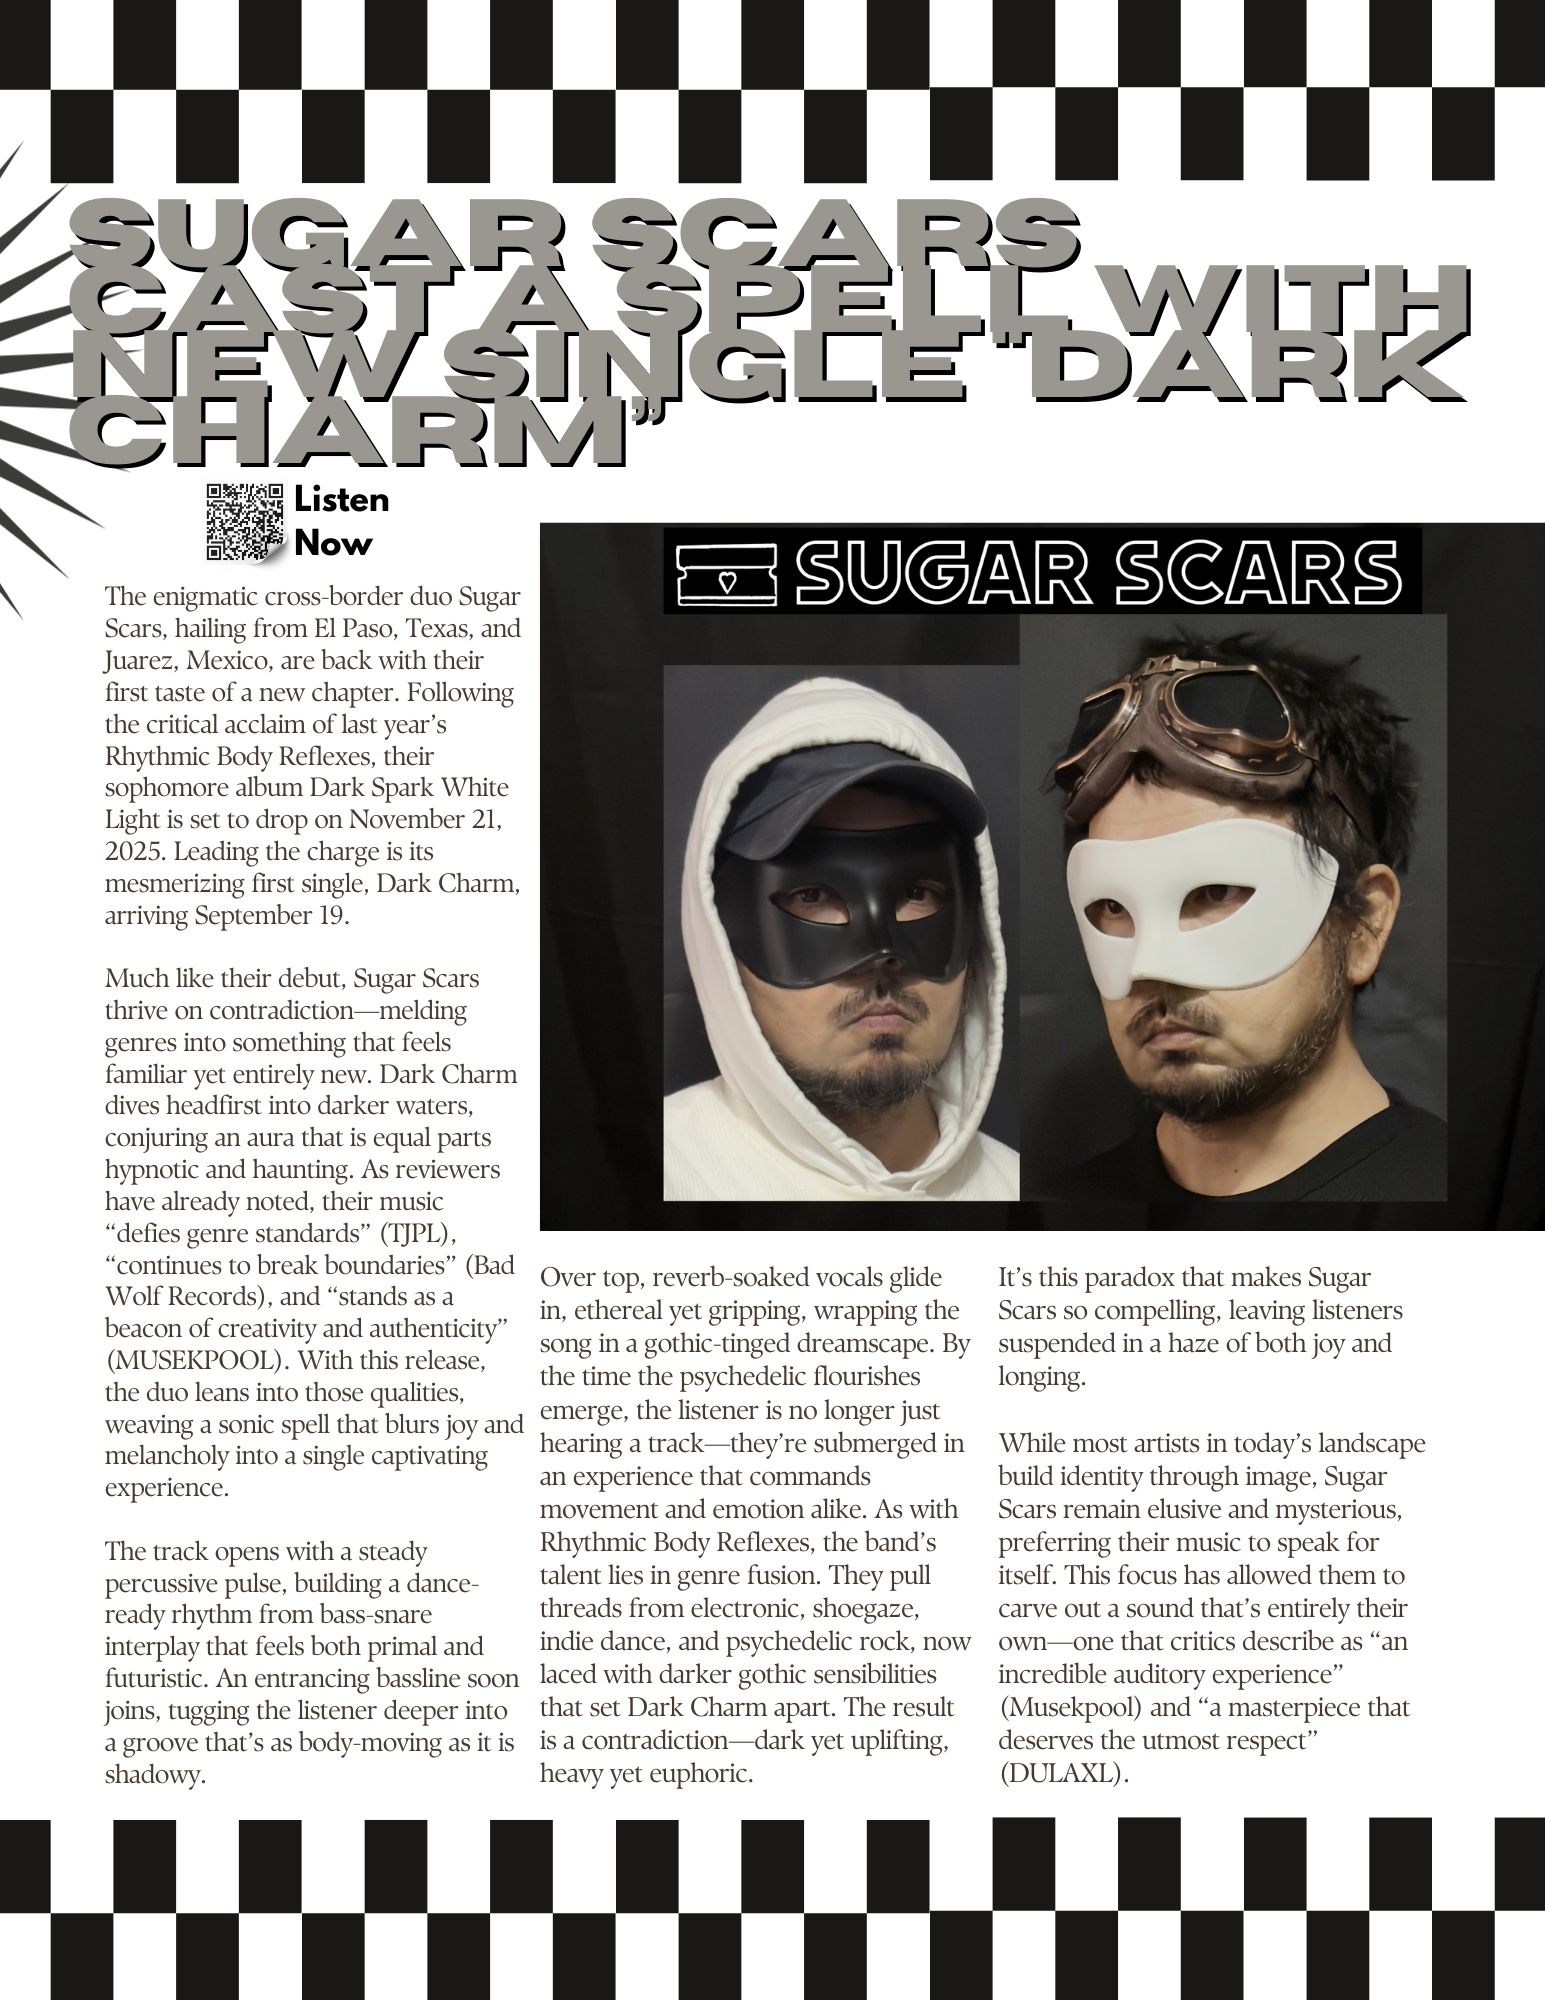 SUGAR SCARS
CAST A SPELL WITH
NEW SINGLE "DARK
CHARM”
Listen
Now
The enigmatic cross-border duo Sugar
Scars, hailing from El Paso, Texas, and
Juarez, Mexico, are back with their
first taste of a new chapter. Following
the critical acclaim of last year’s
Rhythmic Body Reflexes, their
sophomore album Dark Spark White
Light is set to drop on November 21,
2025. Leading the charge is its
mesmerizing first single, Dark Charm,
arriving September 19.
Much like their debut, Sugar Scars
thrive on contradiction—melding
genres into something that feels
familiar yet entirely new. Dark Charm
dives headfirst into darker waters,
conjuring an aura that is equal parts
hypnotic and haunting. As reviewers
have already noted, their music
“defies genre standards” (TJPL),
“continues to break boundaries” (Bad
Wolf Records), and “stands as a
beacon of creativity and authenticity”
(MUSEKPOOL). With this release,
the duo leans into those qualities,
weaving a sonic spell that blurs joy and
melancholy into a single captivating
experience.
The track opens with a steady
percussive pulse, building a dance-
ready rhythm from bass-snare
interplay that feels both primal and
futuristic. An entrancing bassline soon
joins, tugging the listener deeper into
a groove that’s as body-moving as it is
shadowy.
SUGAR SCARS
Over top, reverb-soaked vocals glide
in, ethereal yet gripping, wrapping the
song in a gothic-tinged dreamscape. By
the time the psychedelic flourishes
emerge, the listener is no longer just
hearing a track—they’re submerged in
an experience that commands
movement and emotion alike. As with
Rhythmic Body Reflexes, the band’s
talent lies in genre fusion. They pull
threads from electronic, shoegaze,
indie dance, and psychedelic rock, now
laced with darker gothic sensibilities
that set Dark Charm apart. The result
is a contradiction—dark yet uplifting,
heavy yet euphoric.
It’s this paradox that makes Sugar
Scars so compelling, leaving listeners
suspended in a haze of both joy and
longing.
While most artists in today’s landscape
build identity through image, Sugar
Scars remain elusive and mysterious,
preferring their music to speak for
itself. This focus has allowed them to
carve out a sound that’s entirely their
own—one that critics describe as “an
incredible auditory experience”
(Musekpool) and “a masterpiece that
deserves the utmost respect”
(DULAXL).